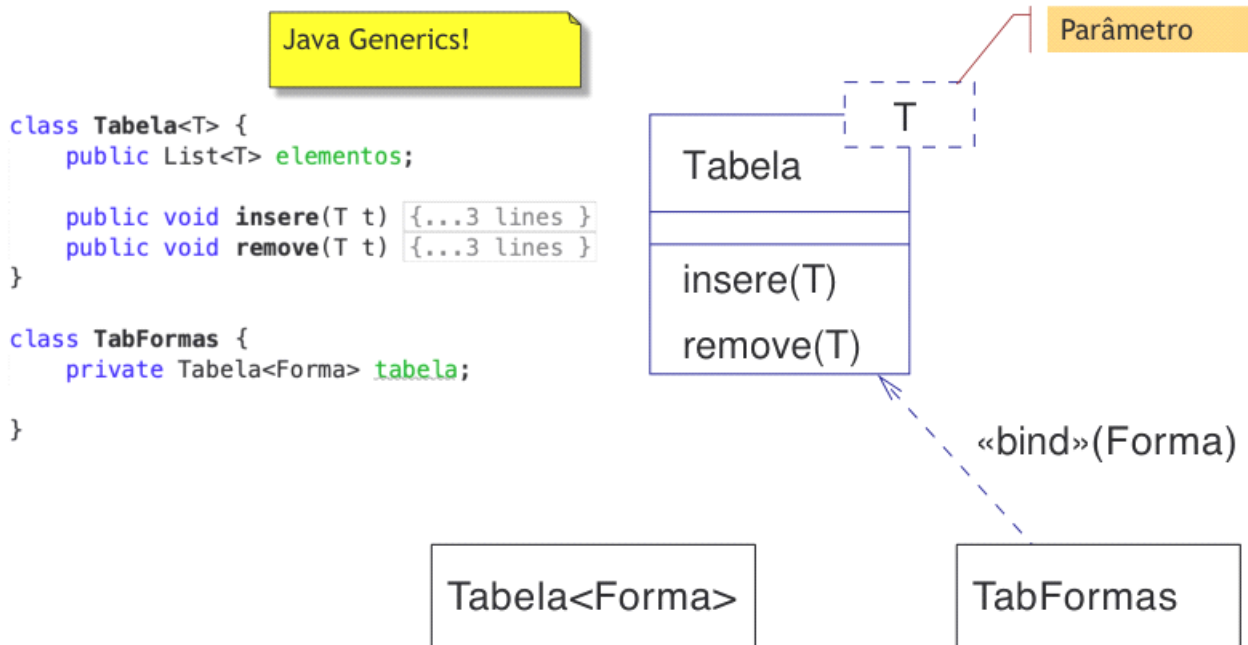 Java Generics!
Parâmetro
class Tabela<T> {
    public List<T> elementos;

    public void insere(T t) {...3 lines }
    public void remove(T t) {...3 lines }
}

class TabFormas {
    private Tabela<Forma> tabela;

}
T
Tabela
insere(T)
remove(T)
«bind»(Forma)
Tabela<Forma>
TabFormas